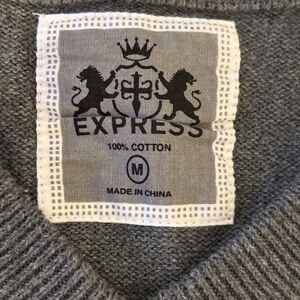 EXPRESS
100% COTTON
M
MADE IN CHINA